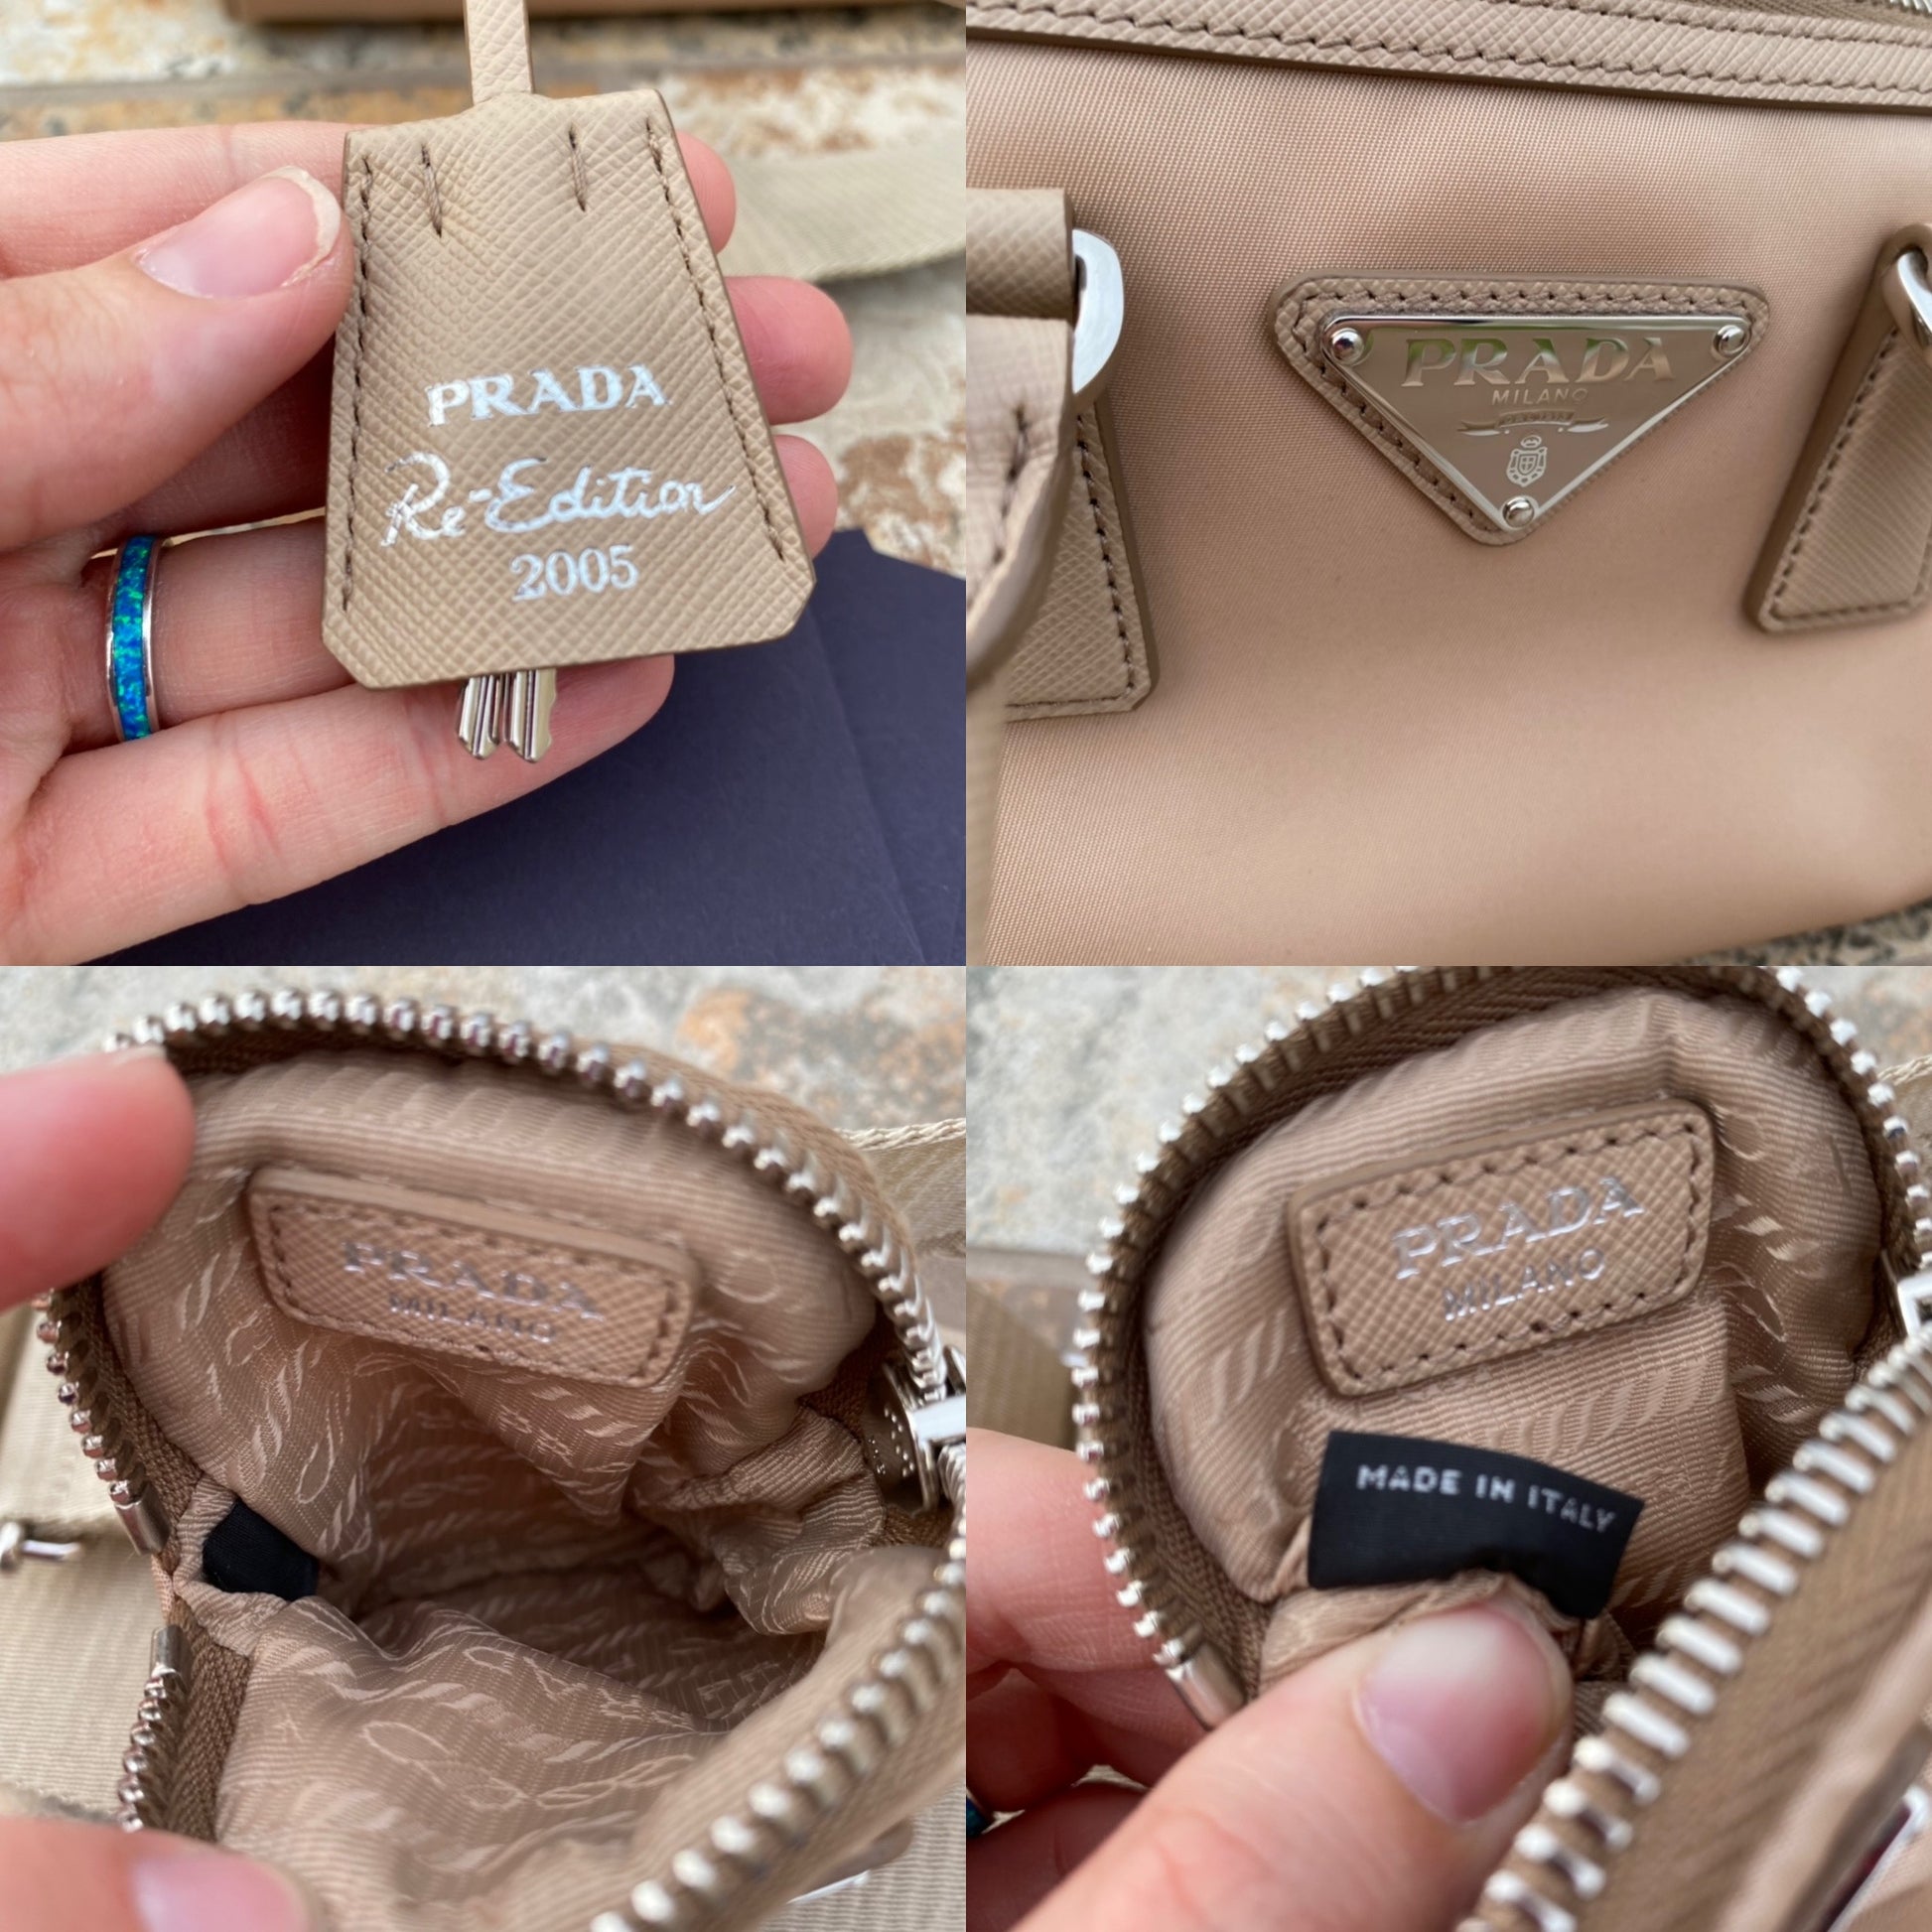 PRADA
Re-Edition
2005
PRADA
MILANO
PRADA
MILANO
PRADA
MILANO
MADE IN ITALY